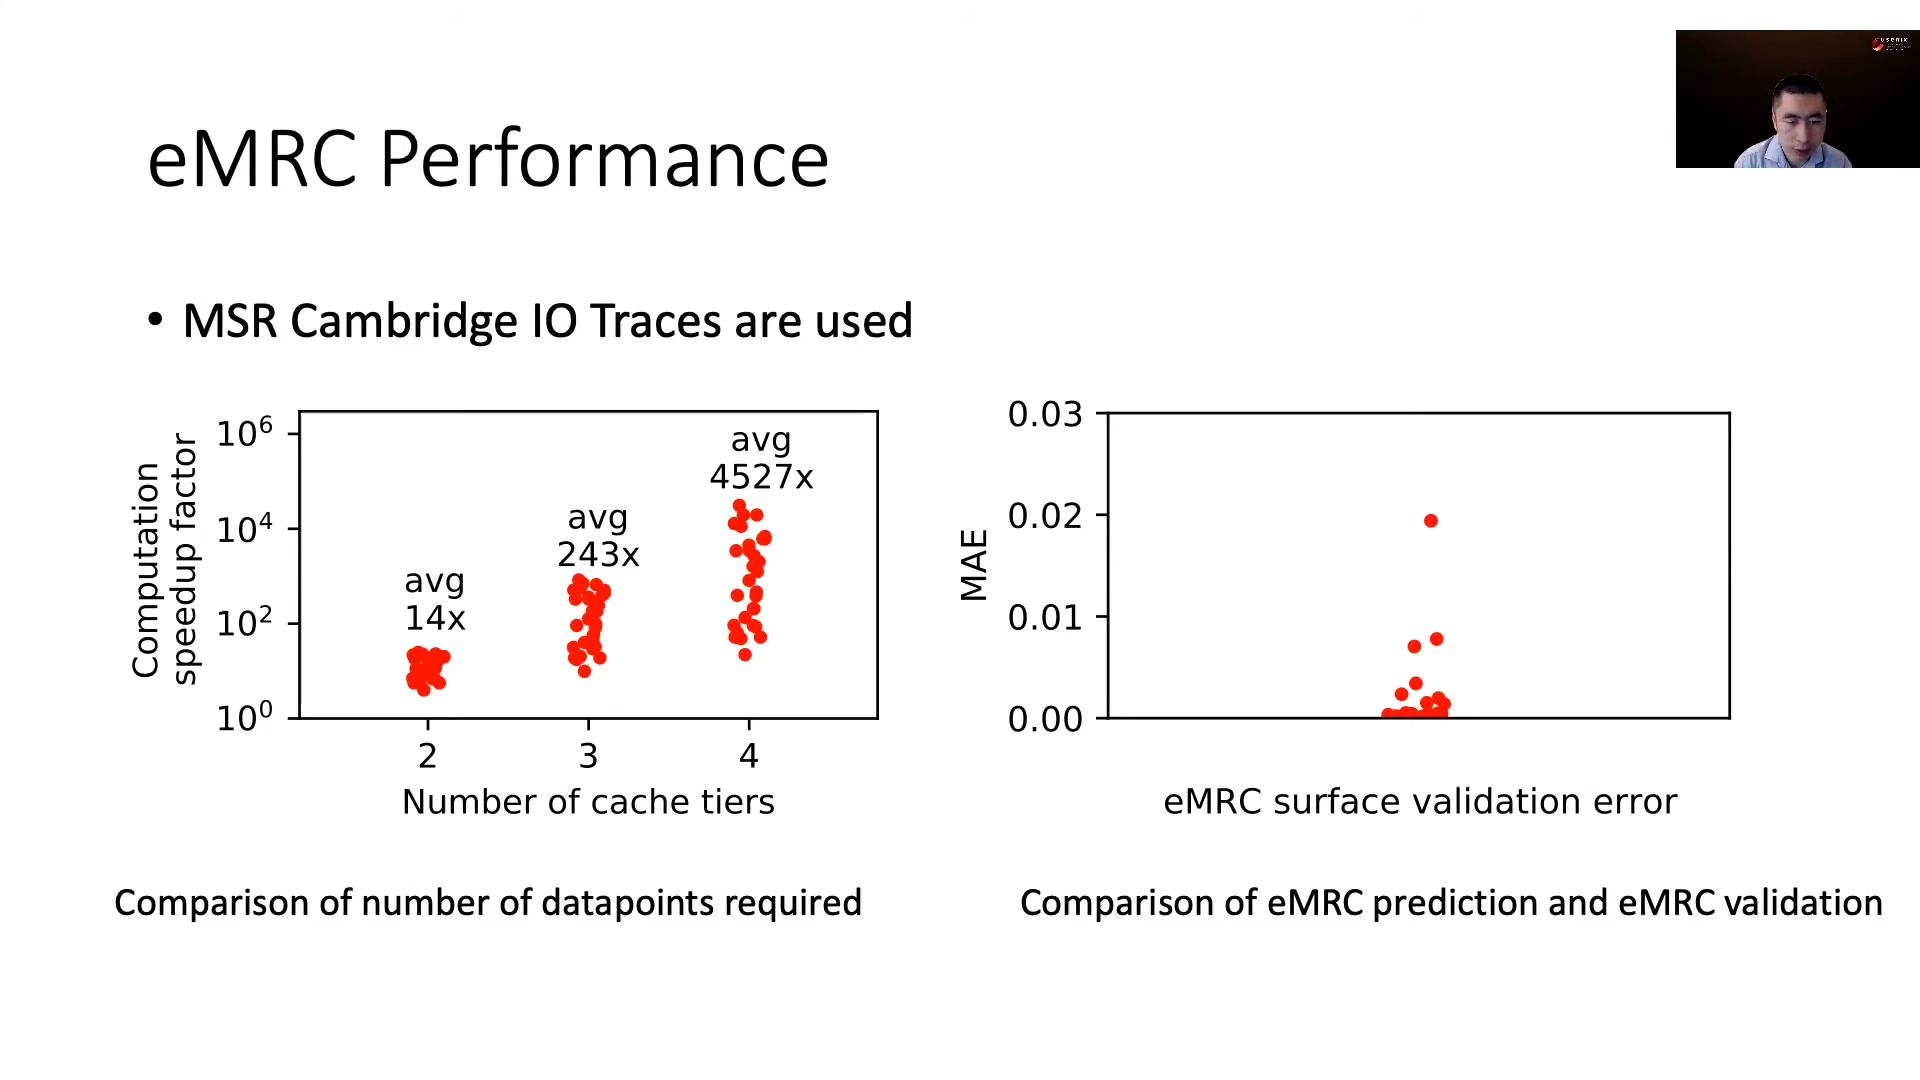 usenix
eMRC Performance
• MSR Cambridge IO Traces are used
Computation
speedup factor
10⁶
10⁴
10²
10⁰
avg
14x
avg
243x
avg
4527x
2
3
4
Number of cache tiers
MAE
0.03
0.02
0.01
0.00
eMRC surface validation error
Comparison of number of datapoints required
Comparison of eMRC prediction and eMRC validation